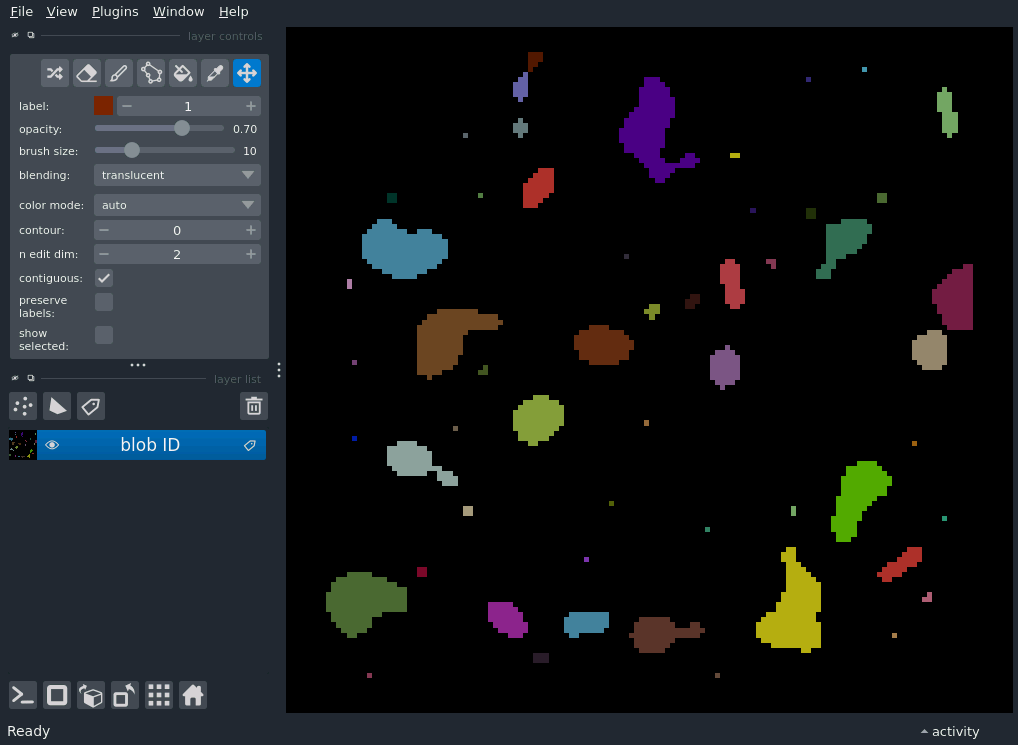 File View Plugins Window Help
layer controls
label: 1
opacity: 0.70
brush size: 10
blending: translucent
color mode: auto
contour: 0
n edit dim: 2
contiguous:
preserve
labels:
show
selected:
layer list
blob ID
Ready
activity